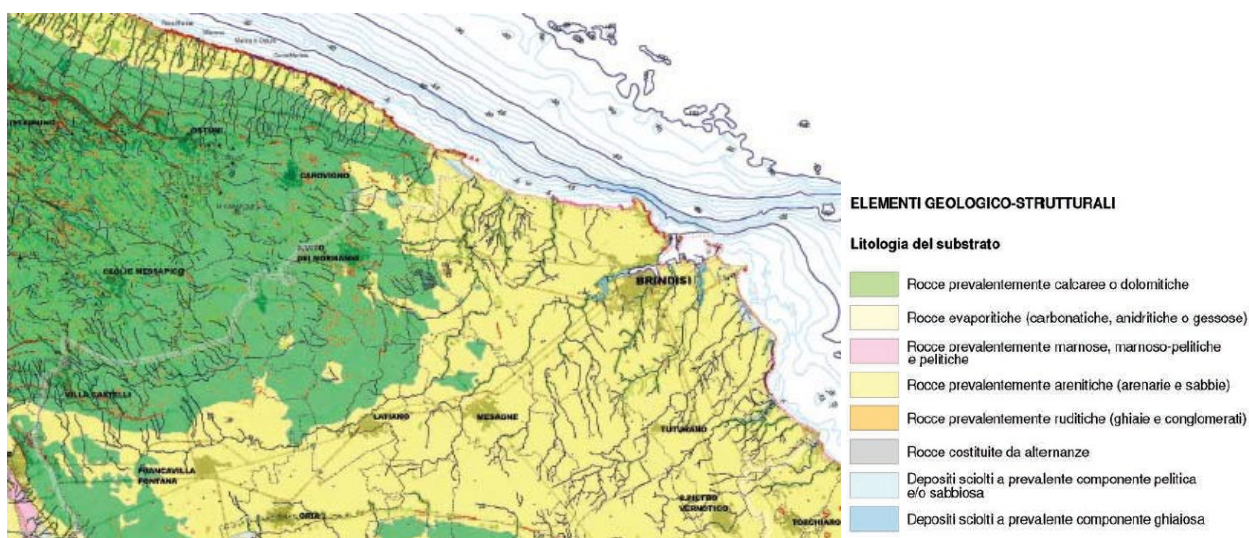 OSTUNI
CAROVIGNO
DEI NORMANNI
CEGLIE MESSAPICO
BRINDISI
VILLA CASTELLI
LATIANO
MESAGNE
TUTURANO
FRANCAVILLA
FONTANA
ORIA
S.PIETRO
VERNOTICO
TORCHIARO
ELEMENTI GEOLOGICO-STRUTTURALI
Litologia del substrato
Rocce prevalentemente calcaree o dolomitiche
Rocce evaporitiche (carbonatiche, anidritiche o gessose)
Rocce prevalentemente marnose, marnoso-pelitiche
e pelitiche
Rocce prevalentemente arenitiche (arenarie e sabbie)
Rocce prevalentemente ruditiche (ghiaie e conglomerati)
Rocce costituite da alternanze
Depositi sciolti a prevalente componente pelitica
e/o sabbiosa
Depositi sciolti a prevalente componente ghiaiosa